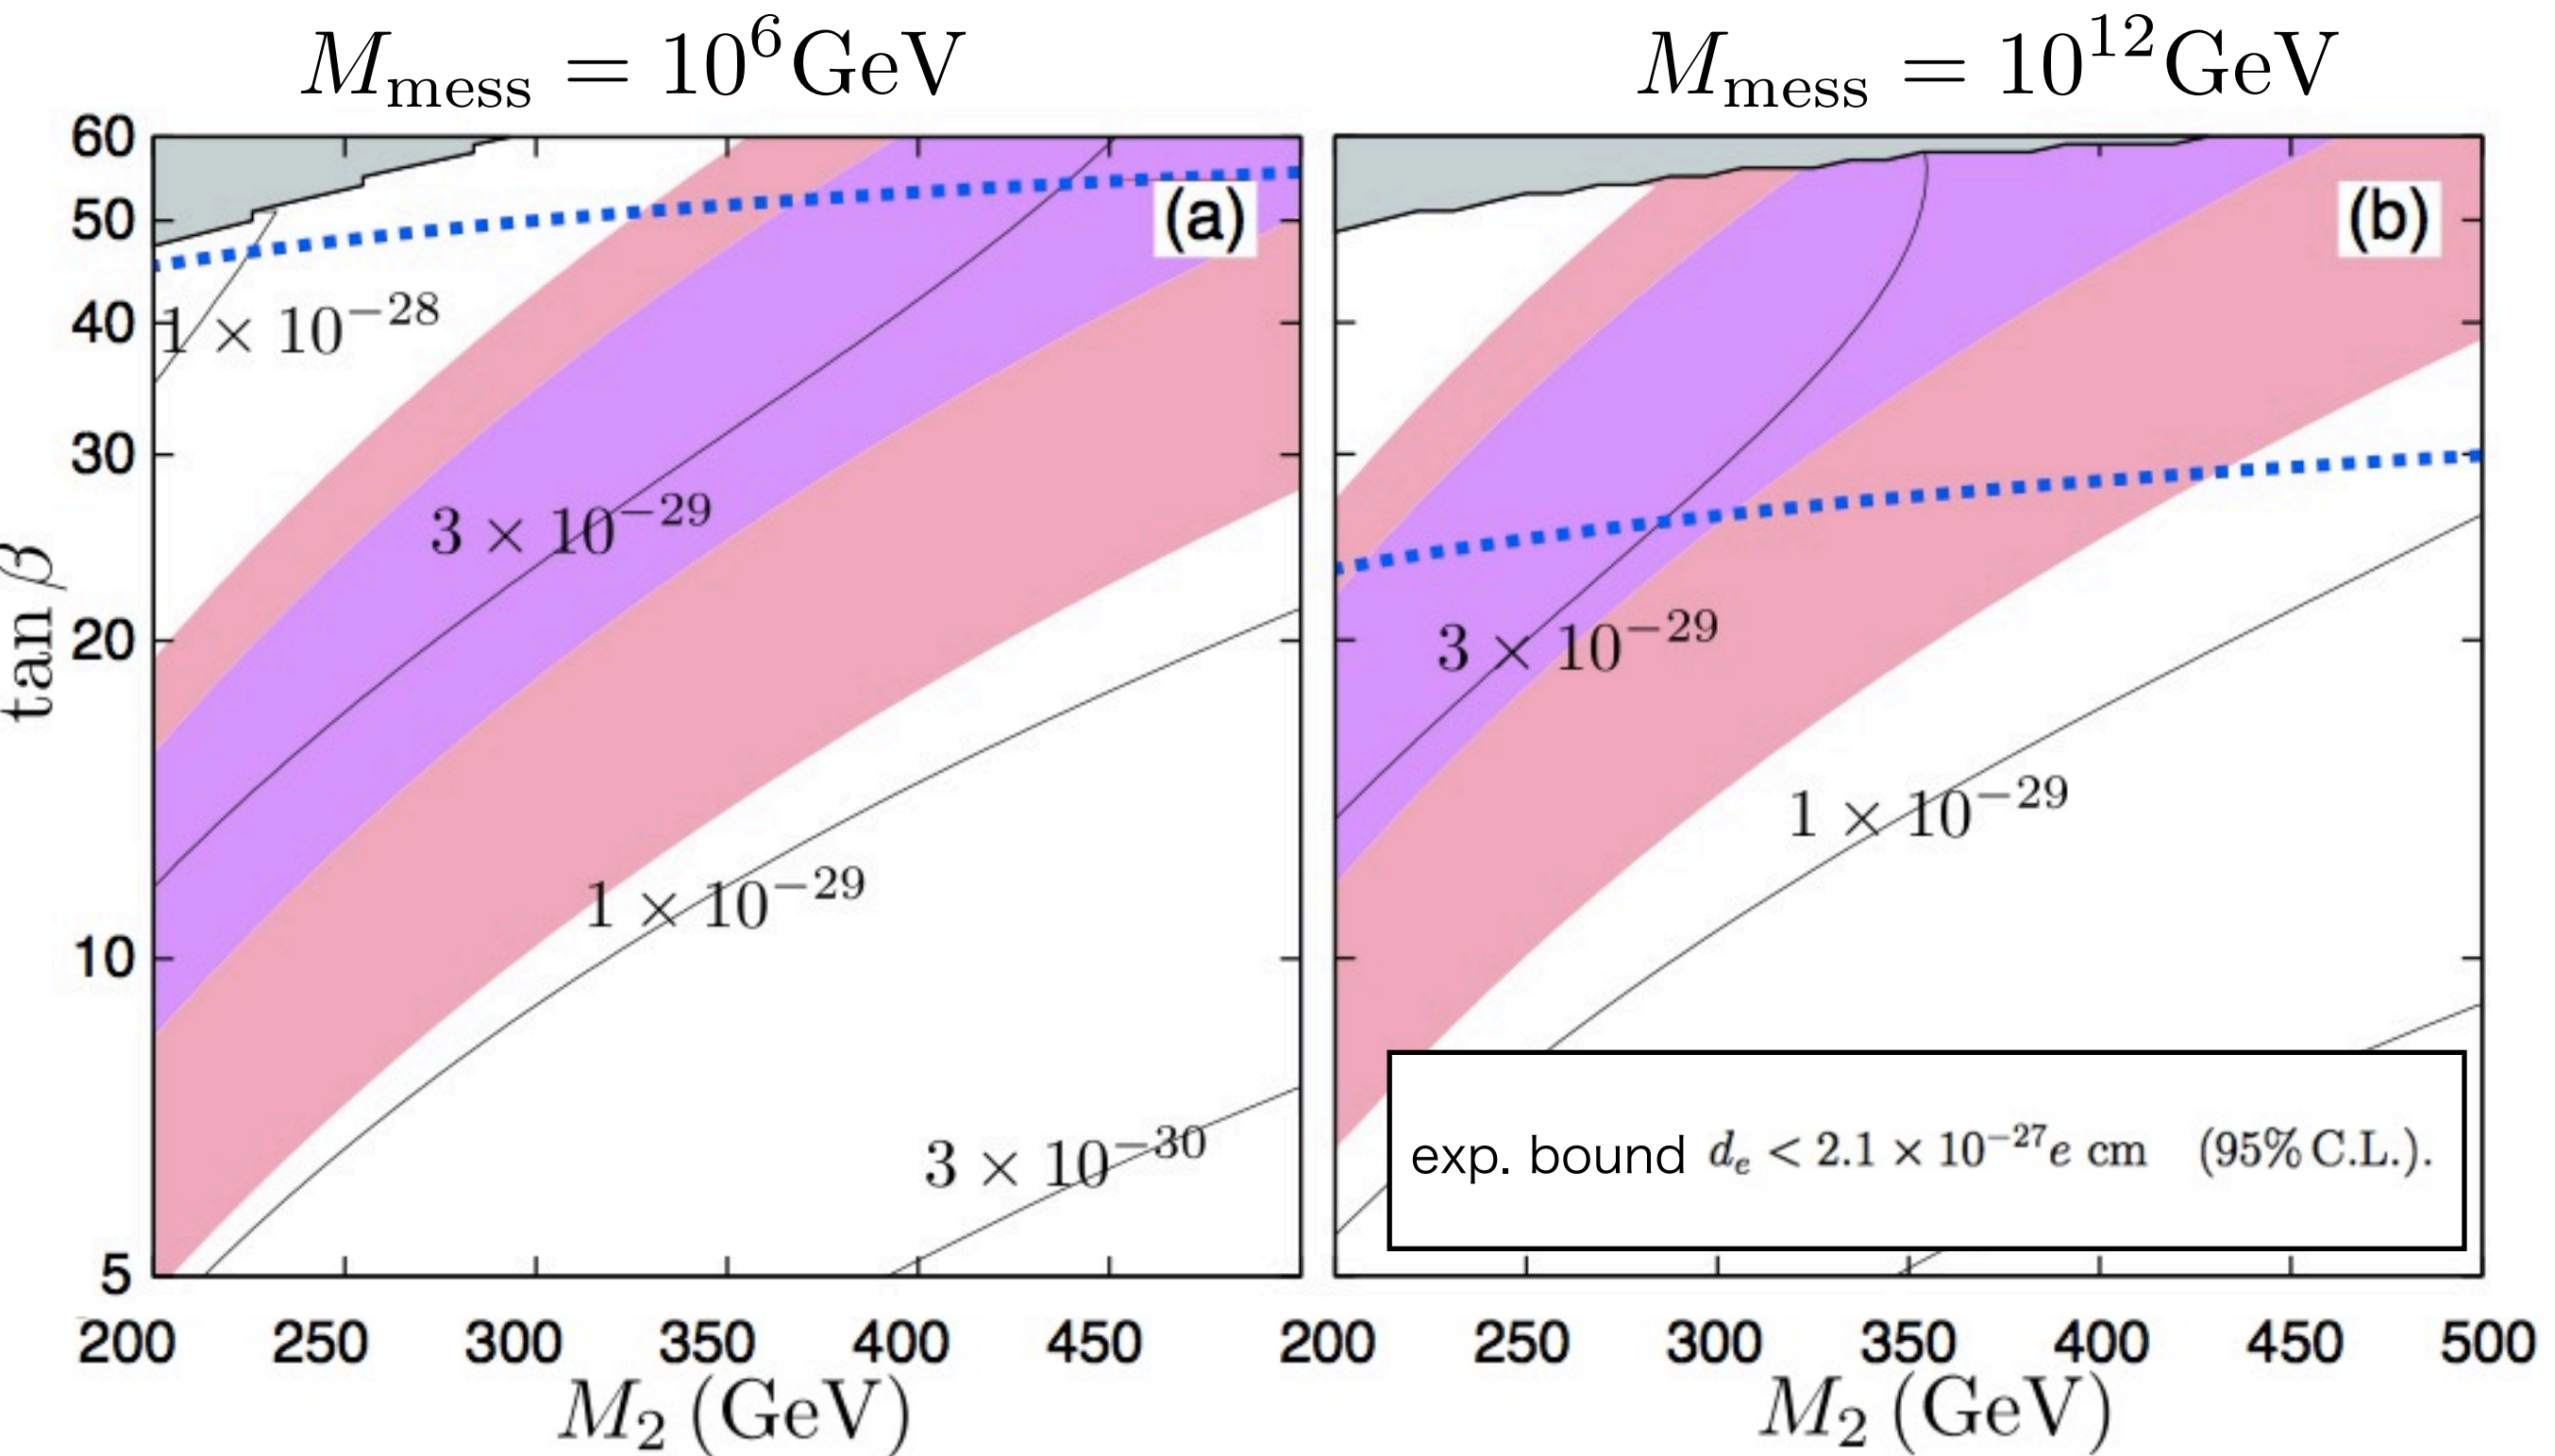 M_mess = 10^6 GeV
M_mess = 10^12 GeV
tan β
60
50
40
30
20
10
5
(a)
1 × 10^−28
3 × 10^−29
1 × 10^−29
3 × 10^−30
(b)
3 × 10^−29
1 × 10^−29
exp. bound d_e < 2.1 × 10^−27 e cm (95% C.L.).
200 250 300 350 400 450
200 250 300 350 400 450 500
M_2 (GeV)
M_2 (GeV)